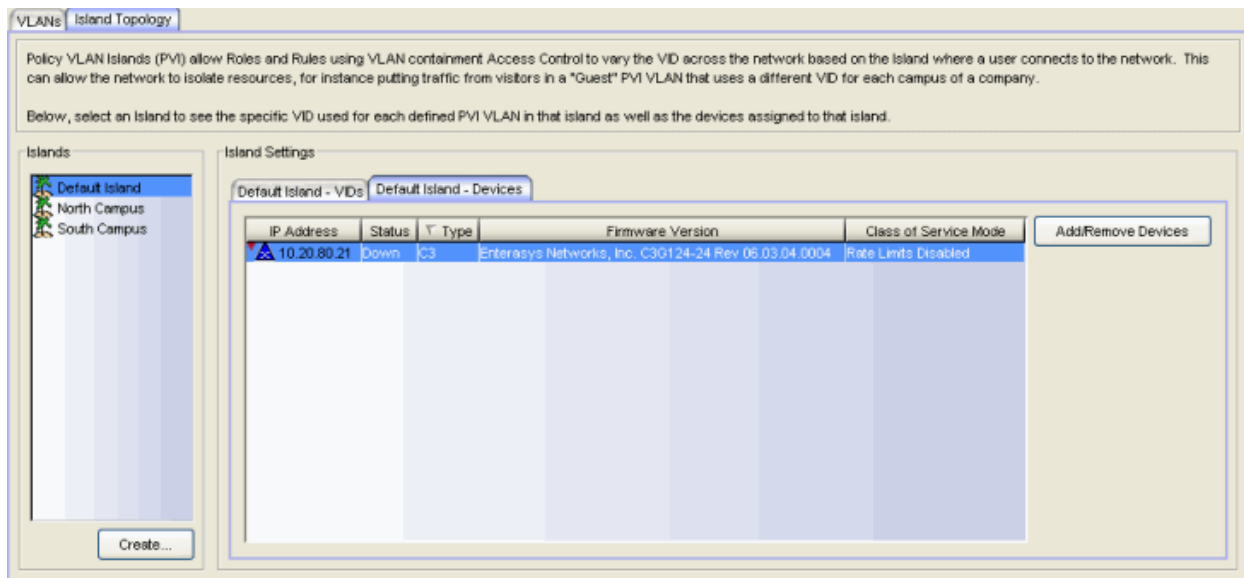 VLANs Island Topology
Policy VLAN Islands (PVI) allow Roles and Rules using VLAN containment Access Control to vary the VID across the network based on the Island where a user connects to the network. This
can allow the network to isolate resources, for instance putting traffic from visitors in a "Guest" PVI VLAN that uses a different VID for each campus of a company.
Below, select an Island to see the specific VID used for each defined PVI VLAN in that island as well as the devices assigned to that island.
Islands
Default Island
North Campus
South Campus
Create...
Island Settings
Default Island - VIDs Default Island - Devices
IP Address Status Type Firmware Version Class of Service Mode
10.20.80.21 Down C3 Enterasys Networks, Inc. C3G124-24 Rev 06.03.04.0004 Rate Limits Disabled
Add/Remove Devices